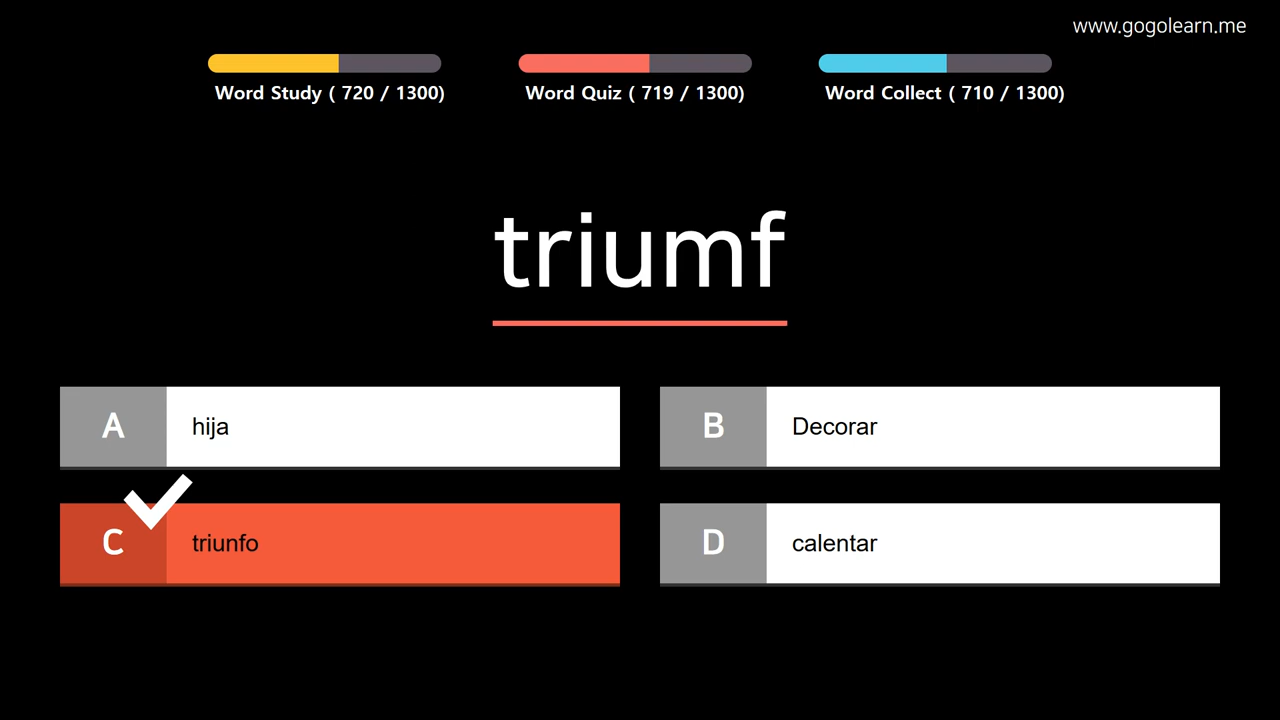 www.gogolearn.me
Word Study ( 720 / 1300)
Word Quiz ( 719 / 1300)
Word Collect ( 710 / 1300)
triumf
A hija
B Decorar
C triunfo
D calentar